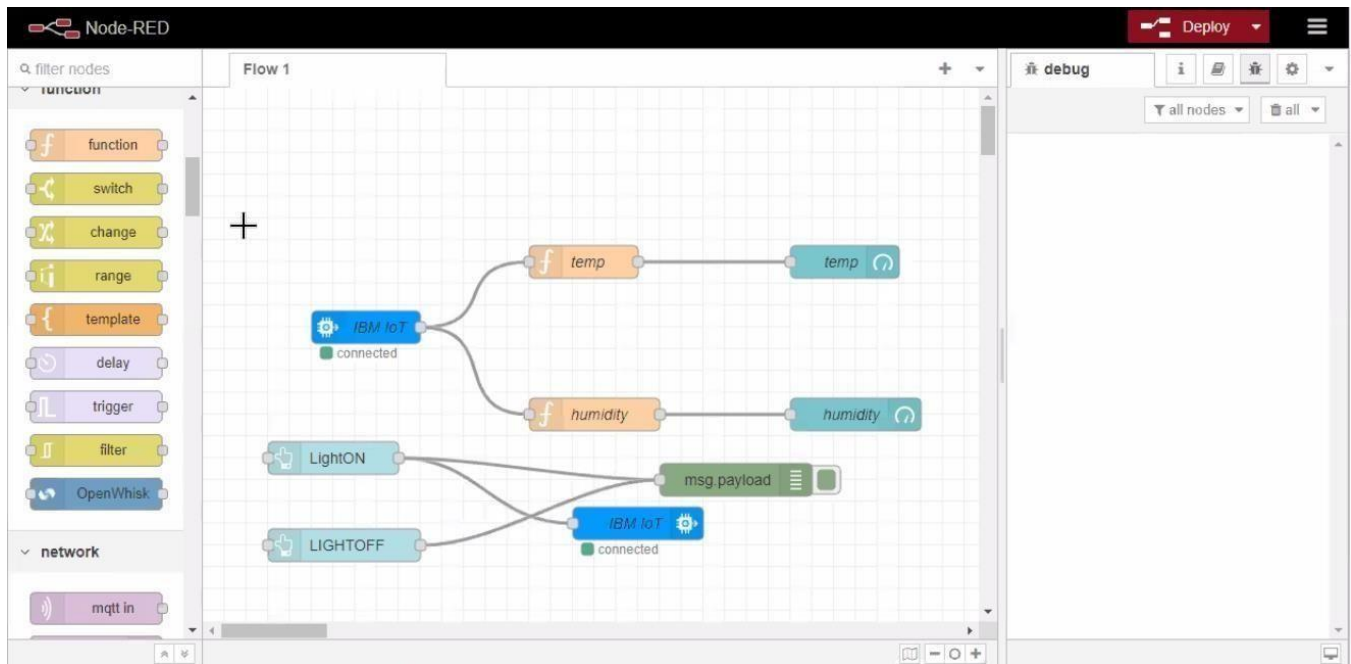 Node-RED
Deploy
filter nodes
Flow 1
debug
i
all nodes
all
function
function
switch
change
range
template
delay
trigger
filter
OpenWhisk
network
mqtt in
temp
temp
IBM IoT
connected
humidity
humidity
LightON
msg.payload
IBM IoT
LIGHTOFF
connected